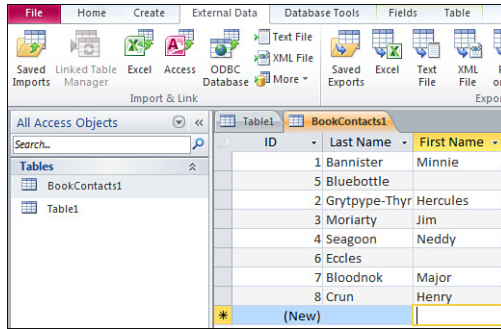 File Home Create External Data Database Tools Fields Table
Saved Imports
Linked Table Manager
Excel
Access
ODBC Database
Text File
XML File
More
Import & Link
Saved Exports
Excel
Text File
XML File
Expo
All Access Objects
Search...
Tables
BookContacts1
Table1
Table1 BookContacts1
ID Last Name First Name
1 Bannister Minnie
5 Bluebottle
2 Grytpype-Thyr Hercules
3 Moriarty Jim
4 Seagoon Neddy
6 Eccles
7 Bloodnok Major
8 Crun Henry
(New)